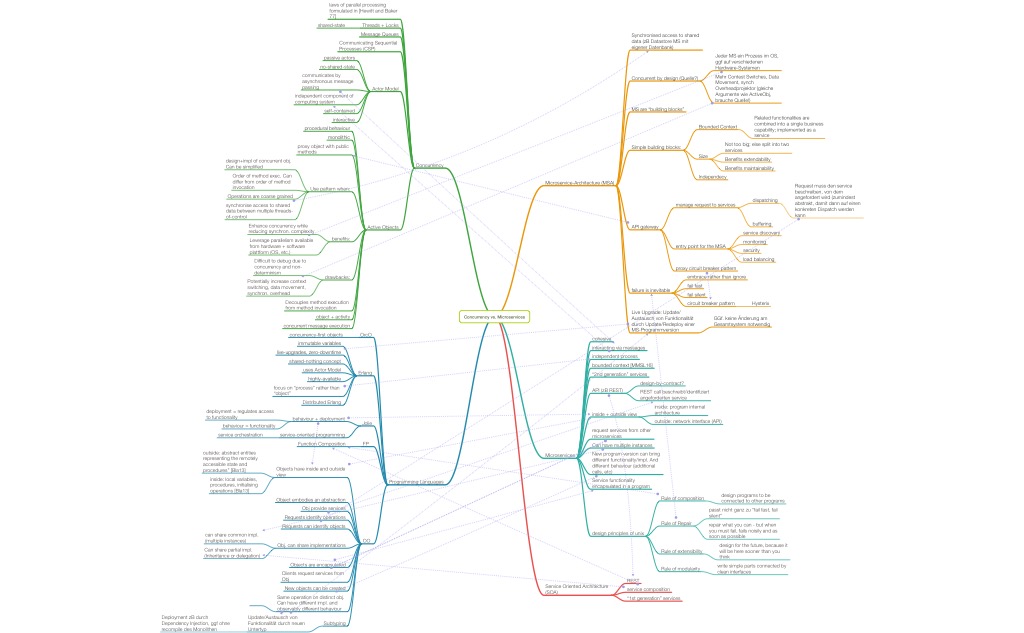 laws of parallel processing
formulated in [Hewitt and Baker
77]
shared-state
Threads + Locks
Message Queues
Communicating Sequential
Processes (CSP)
passive actors
no shared-state
communicates by
asynchronous message
passing
independent component of
computing system
self-contained
interactive
Actor Model
procedural behaviour
monolithic
proxy object with public
methods
design+impl of concurrent obj.
Can be simplified
Order of method exec. Can
differ from order of method
invocation
Operations are coarse grained
synchronise access to shared
data between multiple threads-
of-control
Use pattern when:
Enhance concurrency while
reducing synchron. complexity
Leverage parallelism available
from hardware + software
platform (OS, etc.)
benefits:
Difficult to debug due to
concurrency and non-
determinism
Potentially increase context
switching, data movement,
synchron. overhead
drawbacks:
Decouples method execution
from method invocation
object + activity
concurrent message execution
Active Objects
Concurrency
Concurrency vs. Microservices
concurrency-first objects
immutable variables
live-upgrades, zero-downtime
shared-nothing concept
uses Actor Model
highly-available
focus on "process" rather than
"object"
Distributed Erlang
Erlang
deployment = regulates access
to functionality
behaviour = functionality
behaviour + deployment
service orchestration
service-oriented programming
Function Composition
FP
outside: abstract entities
representing the remotely
accessible state and
inside: local variables,
procedures, initialising
operations [Bla13]
Objects have inside and outside
view
Object embodies an abstraction
Obj provide services
Requests identify operations
Requests can identify objects
can share common impl.
(multiple instances)
Can share partial impl.
(inheritance or delegation)
Obj. can share implementations
Objects are encapsulated
Clients request services from
Obj
New objects can be created
Same operation on distinct obj.
Can have different impl. and
observably different behaviour
Deployment dB durch
Dependency injection, ggf ohne
recompile des Monolithen
Update/Austausch von
Funktionalität durch neuen
Untertyp
Subtyping
OO
Programming Languages
Synchronised access to shared
data (zB Datastore MS mit
eigener Datenbank)
Concurrent by design (Quelle?)
Jeder MS ein Prozess im OS,
ggf auf verschiedenen
Hardware-Systemen
Mehr Context Switches, Data
Movement, synch
Overheadprojektor (gleiche
Argumente wie ActiveObj,
brauche Quelle!)
MS are "building blocks"
Simple building blocks
Bounded Context
Related functionalities are
combined into a single business
capability; implemented as a
service
Size
Not too big; else split into two
services
Benefits extendability
Benefits maintainability
Independency
Microservice-Architecture (MSA)
API gateway
manage request to services
dispatching
Request muss den service
beschreiben, von dem
angefordert wird (zumindest
abstrakt, damit dann auf einen
konkreten Dispatch werden
kann
buffering
entry point for the MSA
service discovery
monitoring
security
load balancing
proxy circuit breaker pattern
failure is inevitable
embrace rather than ignore
fail fast
fail silent
circuit breaker pattern
Hysterix
Live Upgrade: Update/
Austausch von Funktionalität
durch Update/Redeploy einer
MS-Programmversion
GGf. keine Änderung am
Gesamtsystem notwendig
cohesive
interacting via messages
independent process
bounded context [MMSL16]
"2nd generation" services
API (zB REST)
design-by-contract?
REST call beschreibt/identifiziert
angeforderten service
inside + outside view
inside: program internal
architecture
outside: network interface (API)
request services from other
microservices
Can have multiple instances
New program version can bring
different functionality/impl. And
different behaviour (additional
calls, etc)
Service functionality
encapsulated in a program
Microservices
design principles of unix
Rule of composition
design programs to be
connected to other programs
Rule of Repair
passt nicht ganz zu "fail fast, fail
silent"
repair what you can - but when
you must fail, fails noisily and as
soon as possible
Rule of extensibility
design for the future, because it
will be here sooner than you
think
Rule of modularity
write simple parts connected by
clean interfaces
Service Oriented Architecture
(SOA)
REST
service composition
"1st generation" services